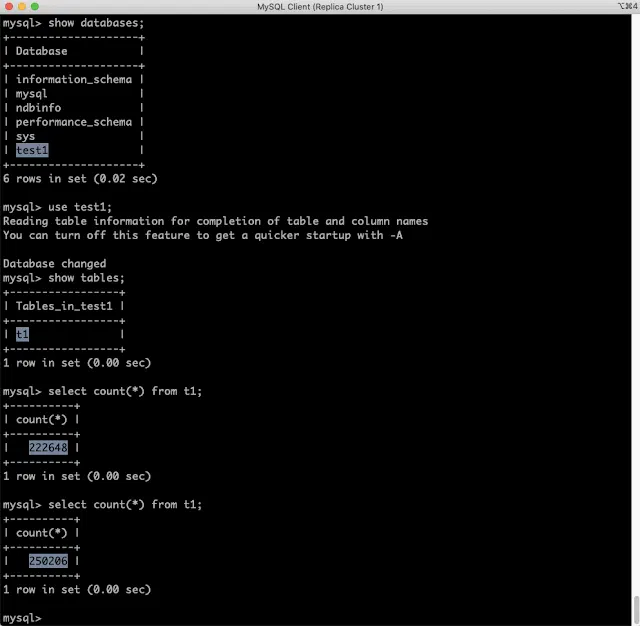 MySQL Client (Replica Cluster 1) ⌥⌘4
mysql> show databases;
+--------------------+
| Database           |
+--------------------+
| information_schema |
| mysql              |
| ndbinfo            |
| performance_schema |
| sys                |
| test1              |
+--------------------+
6 rows in set (0.02 sec)

mysql> use test1;
Reading table information for completion of table and column names
You can turn off this feature to get a quicker startup with -A

Database changed
mysql> show tables;
+-----------------+
| Tables_in_test1 |
+-----------------+
| t1              |
+-----------------+
1 row in set (0.00 sec)

mysql> select count(*) from t1;
+----------+
| count(*) |
+----------+
|   222648 |
+----------+
1 row in set (0.00 sec)

mysql> select count(*) from t1;
+----------+
| count(*) |
+----------+
|   250206 |
+----------+
1 row in set (0.00 sec)

mysql>